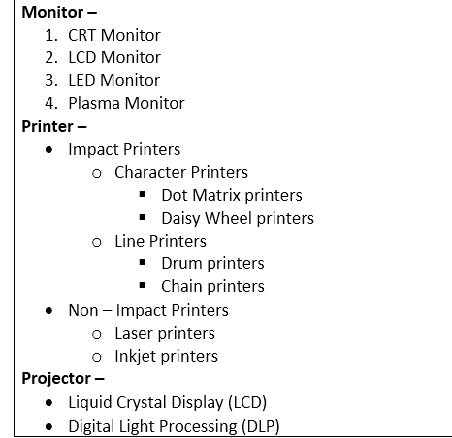 Monitor –
1. CRT Monitor
2. LCD Monitor
3. LED Monitor
4. Plasma Monitor
Printer –
• Impact Printers
o Character Printers
▪ Dot Matrix printers
▪ Daisy Wheel printers
o Line Printers
▪ Drum printers
▪ Chain printers
• Non – Impact Printers
o Laser printers
o Inkjet printers
Projector –
• Liquid Crystal Display (LCD)
• Digital Light Processing (DLP)